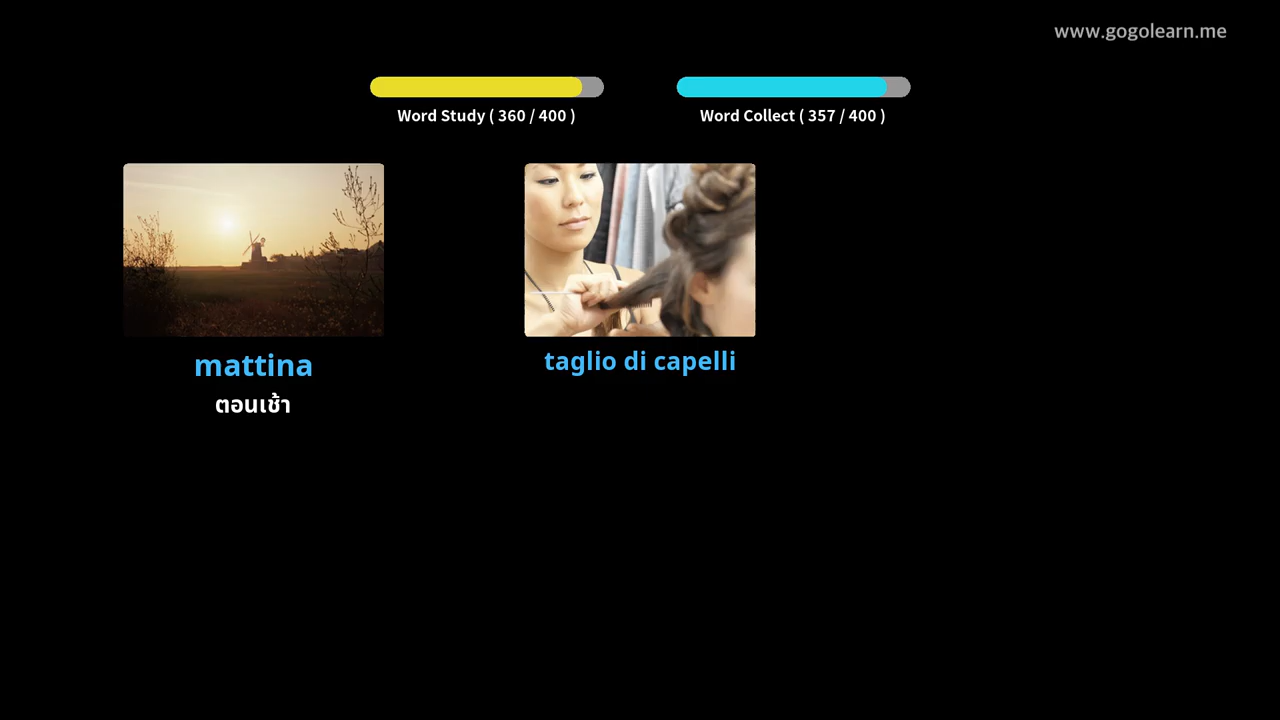 www.gogolearn.me
Word Study ( 360 / 400 )
Word Collect ( 357 / 400 )
mattina
ตอนเช้า
taglio di capelli